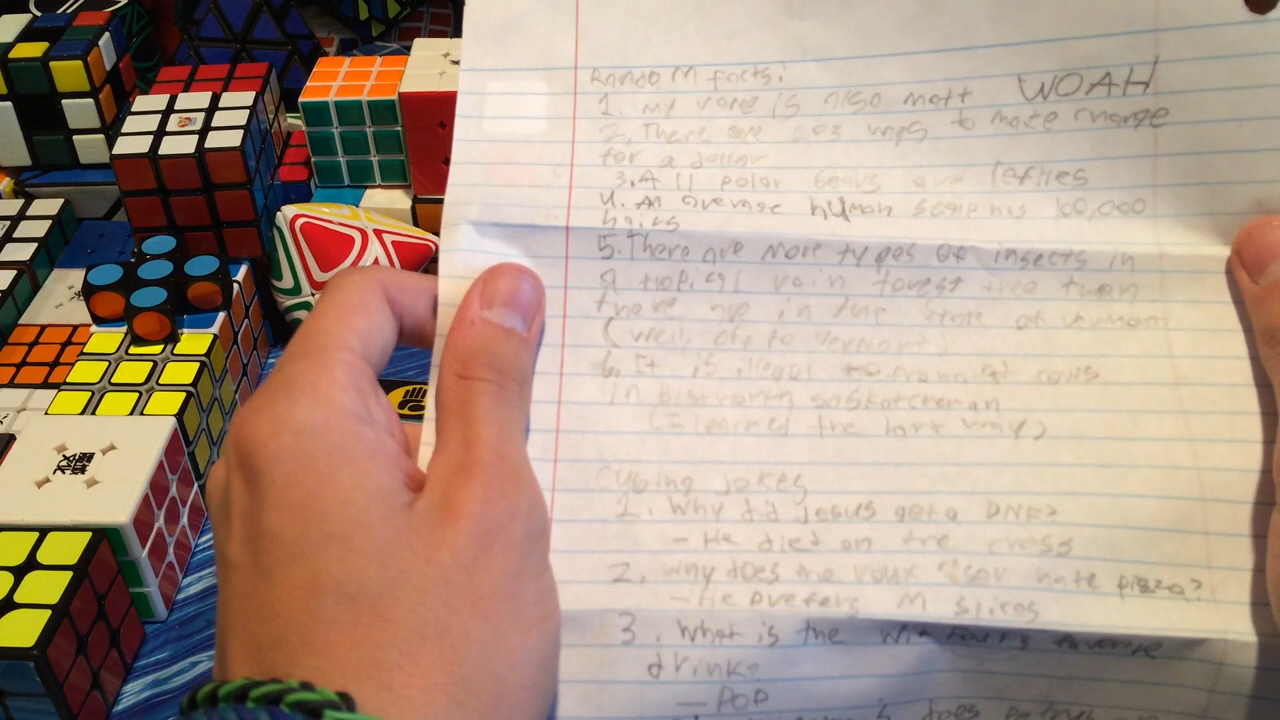 Random facts:
1. my name is also matt WOAH
2. There are 293 ways to make change
for a dollar
3. All polar bears are lefties
4. An average human scalp has 100,000
hairs
5. There are more types of insects in
a tropical rain forest tree than
there are in the state of vermont
(well, off to vermont)
6. It is illegal to frown at cows
in saskatchewan
(I learned the hard way)
cubing jokes
1. Why did Jesus get a DNF?
- He died on the cross
2. Why does the roux user hate pizza?
- He prefers M slices
3. What is the favorite
drink?
- POP
does